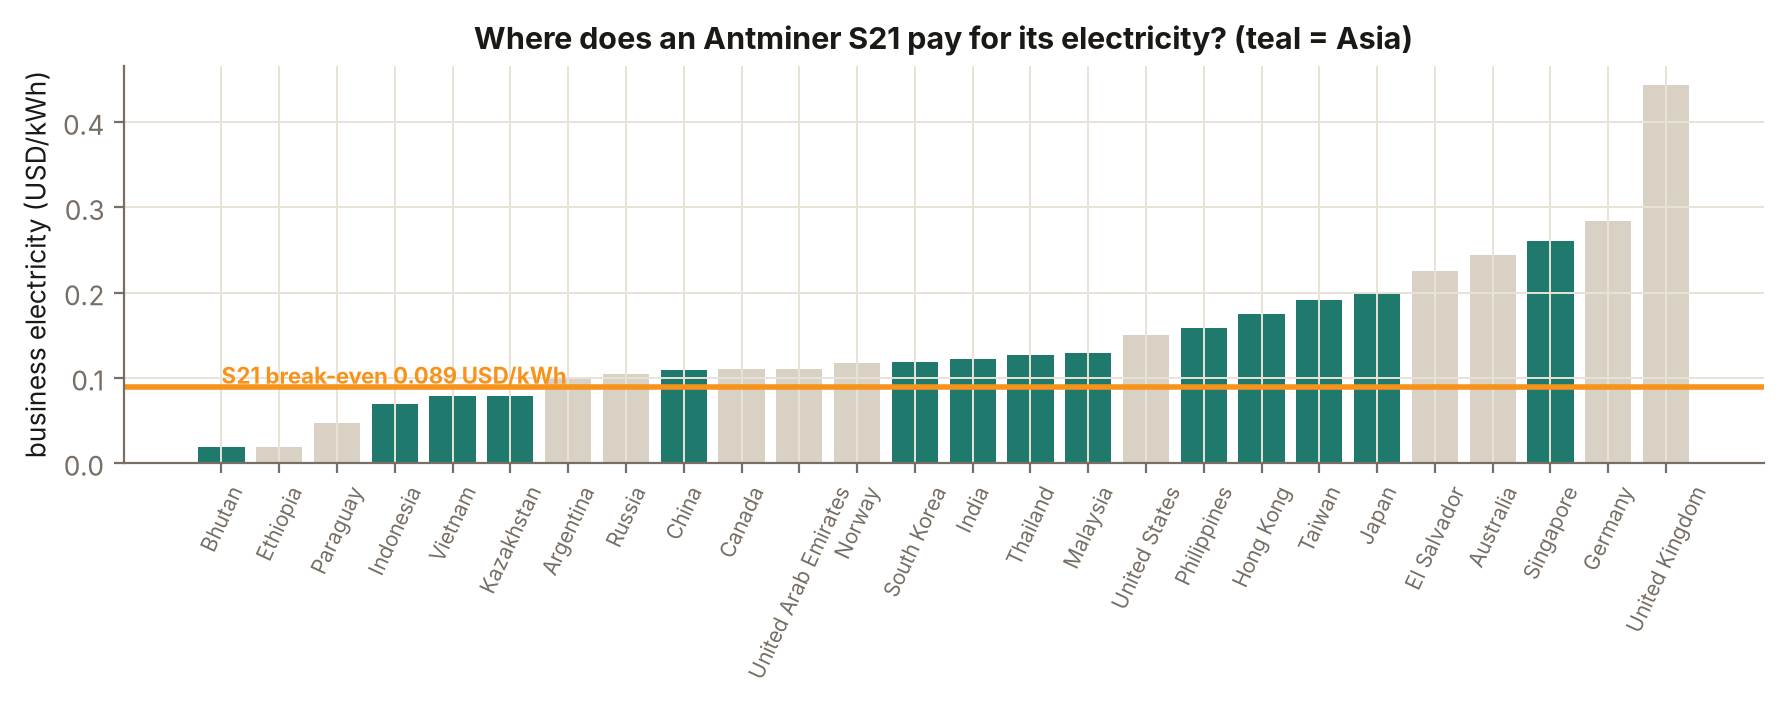 Where does an Antminer S21 pay for its electricity? (teal = Asia)
business electricity (USD/kWh)
0.4
0.3
0.2
0.1
0.0
S21 break-even 0.089 USD/kWh
Bhutan
Ethiopia
Paraguay
Indonesia
Vietnam
Kazakhstan
Argentina
Russia
China
Canada
United Arab Emirates
Norway
South Korea
India
Thailand
Malaysia
United States
Philippines
Hong Kong
Taiwan
Japan
El Salvador
Australia
Singapore
Germany
United Kingdom